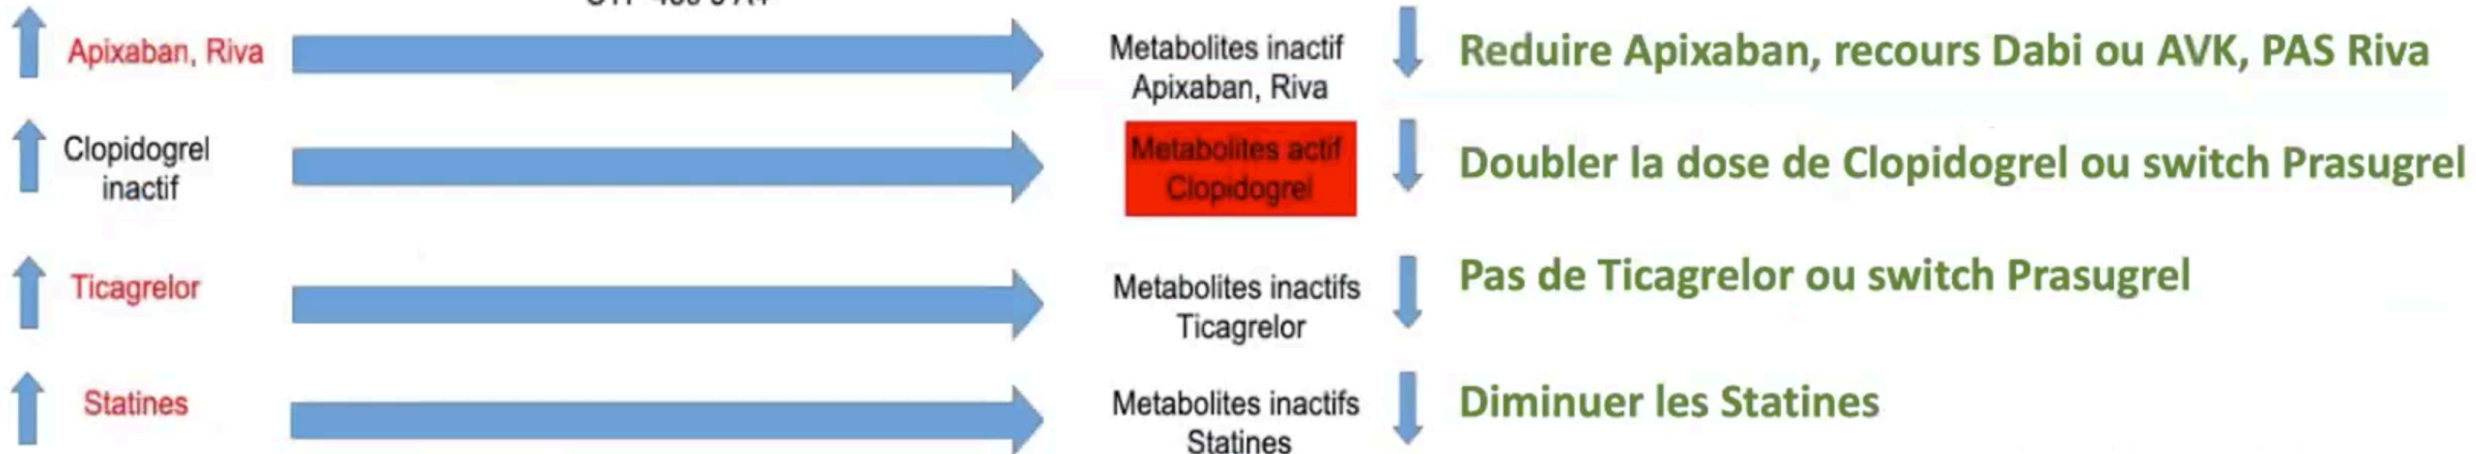 Apixaban, Riva
Metabolites inactif
Apixaban, Riva
Reduire Apixaban, recours Dabi ou AVK, PAS Riva
Clopidogrel
inactif
Metabolites actif
Clopidogrel
Doubler la dose de Clopidogrel ou switch Prasugrel
Ticagrelor
Metabolites inactifs
Ticagrelor
Pas de Ticagrelor ou switch Prasugrel
Statines
Metabolites inactifs
Statines
Diminuer les Statines